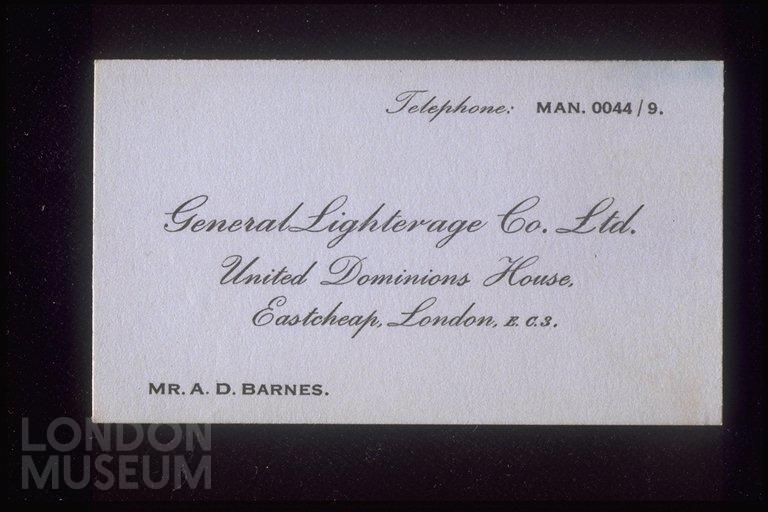 Telephone: MAN. 0044/9.
General Lighterage Co. Ltd.
United Dominions House,
Eastcheap, London, E.C.3.
MR. A. D. BARNES.
LONDON
MUSEUM